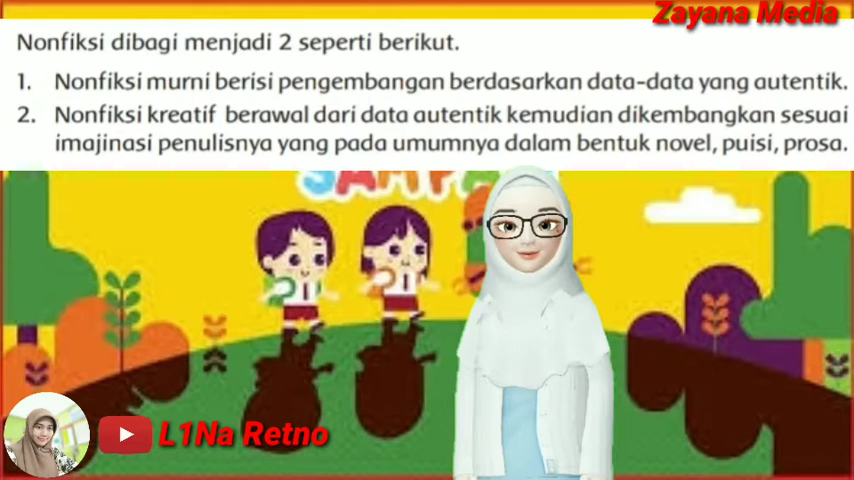 Zayana Media
Nonfiksi dibagi menjadi 2 seperti berikut.
1. Nonfiksi murni berisi pengembangan berdasarkan data-data yang autentik.
2. Nonfiksi kreatif berawal dari data autentik kemudian dikembangkan sesuai
imajinasi penulisnya yang pada umumnya dalam bentuk novel, puisi, prosa.
L1Na Retno